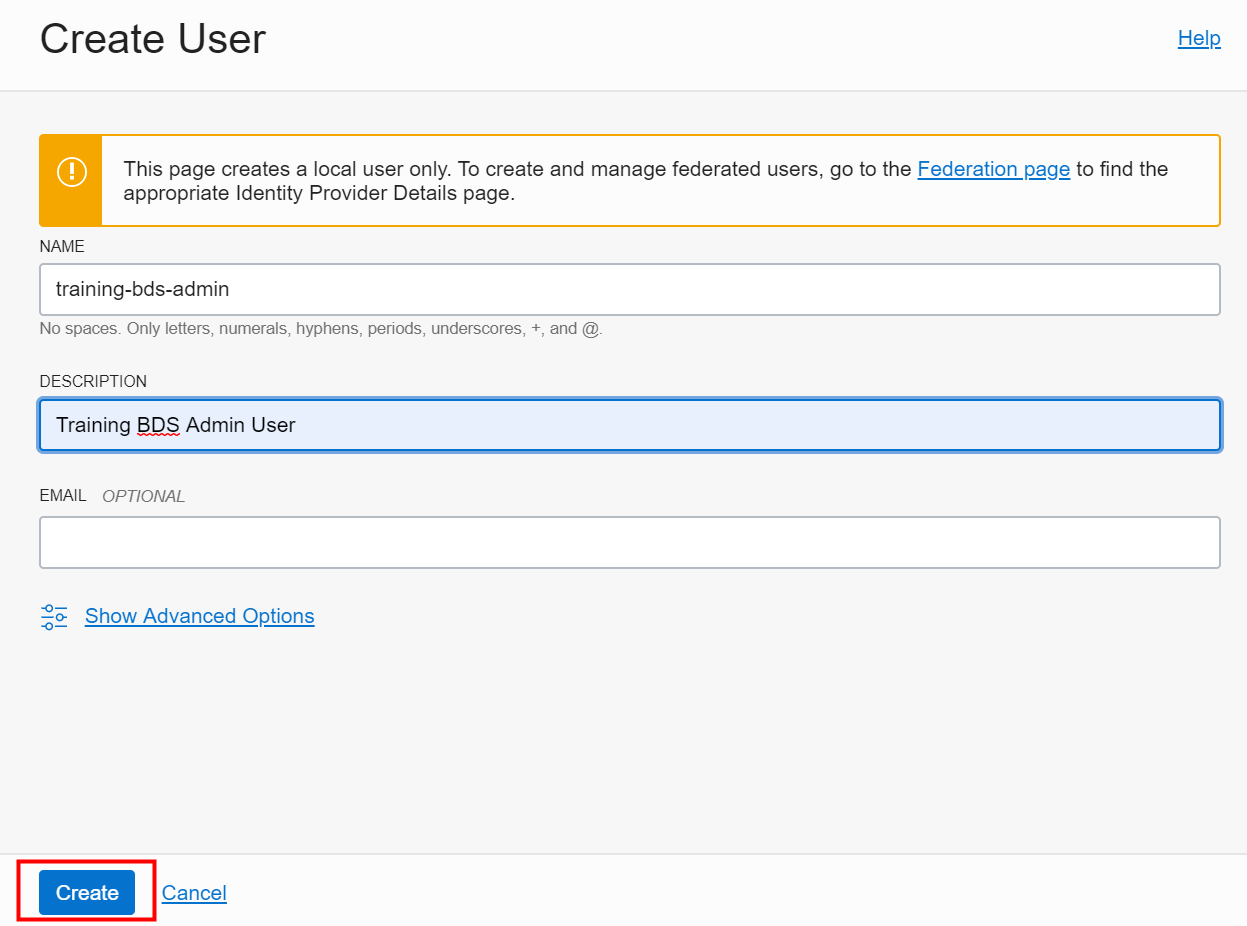 Create User
Help
This page creates a local user only. To create and manage federated users, go to the Federation page to find the
appropriate Identity Provider Details page.
NAME
training-bds-admin
No spaces. Only letters, numerals, hyphens, periods, underscores, +, and @.
DESCRIPTION
Training BDS Admin User
EMAIL OPTIONAL
Show Advanced Options
Create Cancel